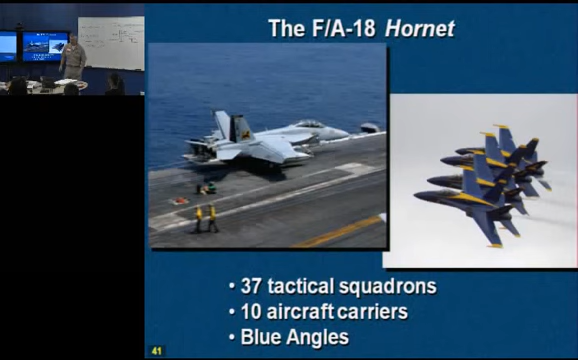 The F/A-18 Hornet
• 37 tactical squadrons
• 10 aircraft carriers
• Blue Angles
41